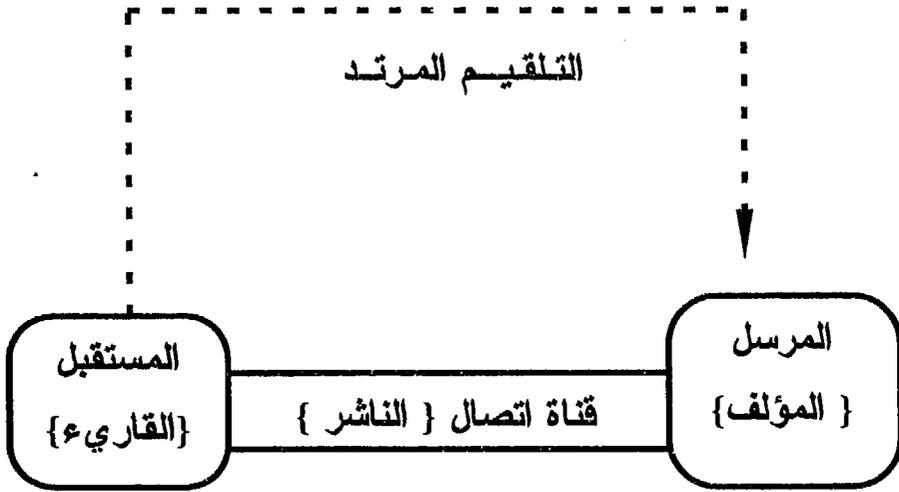 التلقيم المرتد
المرسل
{ المؤلف}
قناة اتصال { الناشر }
المستقبل
{القاريء}